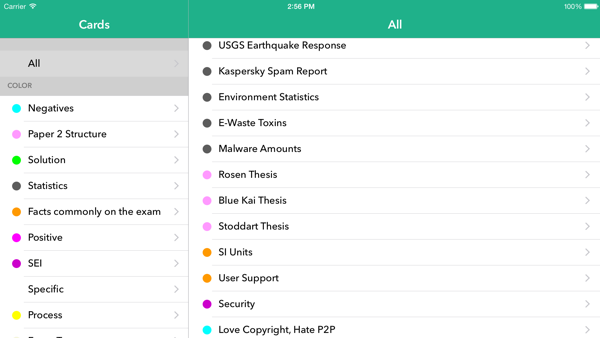 Carrier
2:56 PM
100%
Cards
All
All
COLOR
Negatives
Paper 2 Structure
Solution
Statistics
Facts commonly on the exam
Positive
SEI
Specific
Process
USGS Earthquake Response
Kaspersky Spam Report
Environment Statistics
E-Waste Toxins
Malware Amounts
Rosen Thesis
Blue Kai Thesis
Stoddart Thesis
SI Units
User Support
Security
Love Copyright, Hate P2P